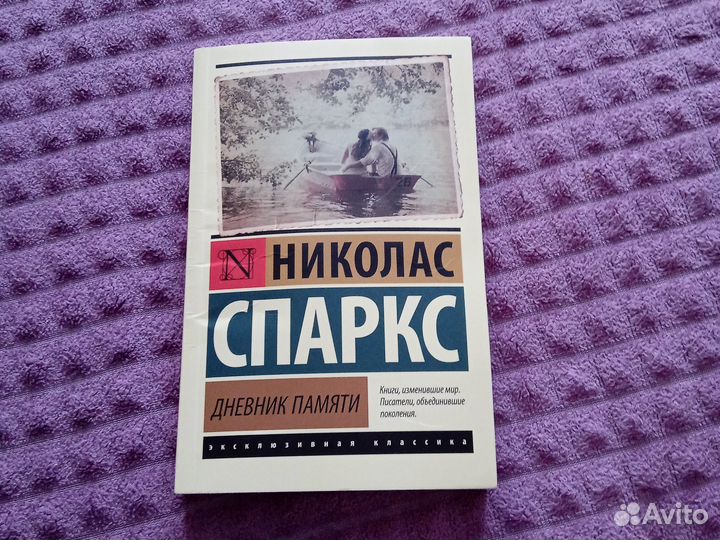 N НИКОЛАС
СПАРКС
ДНЕВНИК ПАМЯТИ
Книги, изменившие мир.
Писатели, объединившие
поколения.
эксклюзивная классика
Avito